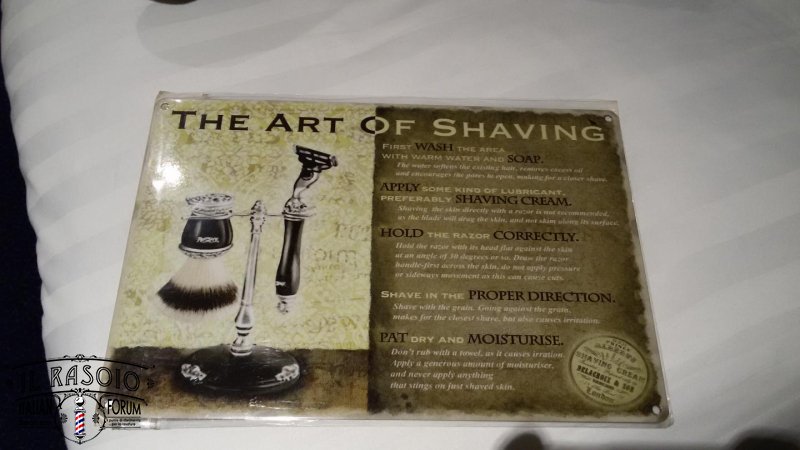 THE ART OF SHAVING
FIRST WASH THE AREA
WITH WARM WATER AND SOAP.
The water softens the existing hair, removes excess oil
and encourages the pores to open, making for a closer shave.
APPLY SOME KIND OF LUBRICANT,
PREFERABLY SHAVING CREAM.
Shaving the skin directly with a razor is not recommended,
as the blade will drag the skin, and not skim along its surface.
HOLD THE RAZOR CORRECTLY.
Hold the razor with its head flat against the skin
at an angle of 38 degrees or so. Draw the razor
handle-first across the skin, do not apply pressure
or sideways movement as this can cause cuts.
SHAVE IN THE PROPER DIRECTION.
Shave with the grain. Going against the grain,
makes for the closest shave, but also causes irritation.
PAT DRY AND MOISTURISE.
Don't rub with a towel, as it causes irration.
Apply a generous amount of moisturiser,
and never apply anything
that stings on just shaved skin.
SHAVING CREAM
DELACROIX & SON
London
IL RASOIO
ITALIAN FORUM